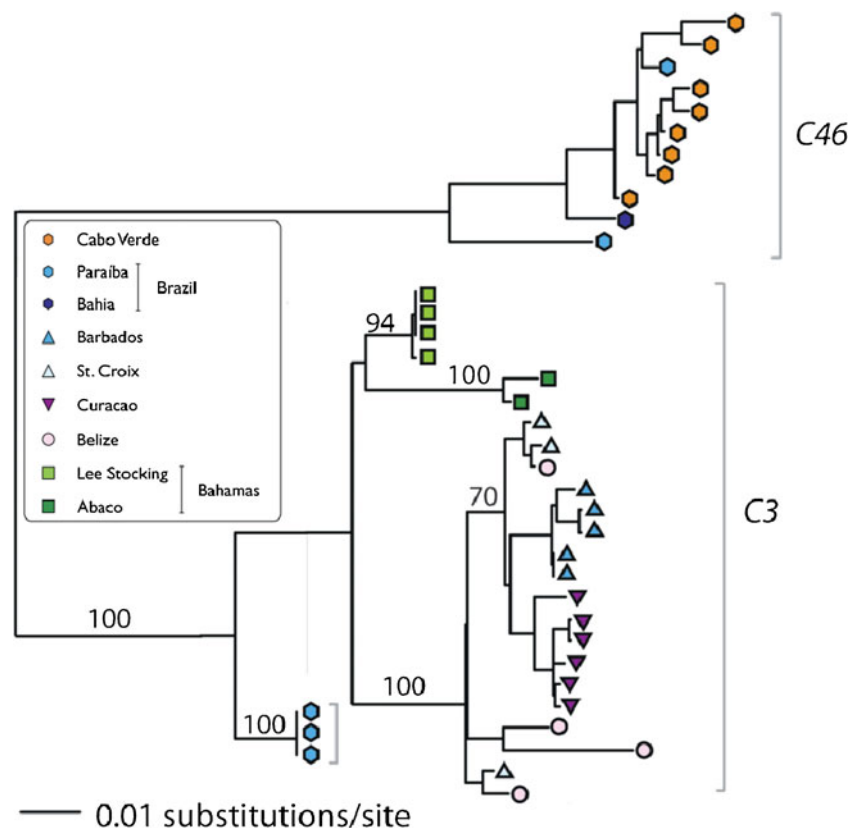 C46
Cabo Verde
Paraíba
Brazil
Bahia
Barbados
St. Croix
Curacao
Belize
Lee Stocking
Bahamas
Abaco
94
100
70
C3
100
100
100
0.01 substitutions/site